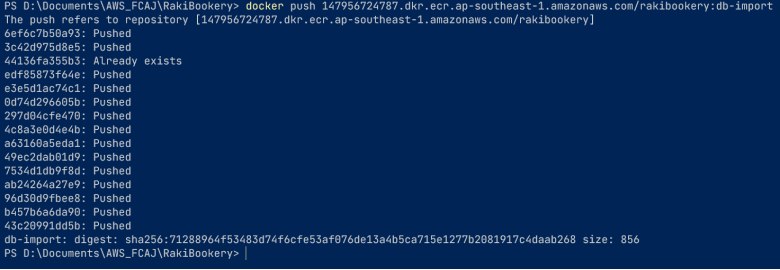 PS D:\Documents\AWS_FCAJ\RakiBookery> docker push 147956724787.dkr.ecr.ap-southeast-1.amazonaws.com/rakibookery:db-import
The push refers to repository [147956724787.dkr.ecr.ap-southeast-1.amazonaws.com/rakibookery]
6ef6c7b50a93: Pushed
3c42d975d8e5: Pushed
44136fa355b3: Already exists
edf85873f64e: Pushed
e3e5d1ac74c1: Pushed
0d74d296605b: Pushed
297d04cfe470: Pushed
4c8a3e0d4e4b: Pushed
a63160a5eda1: Pushed
49ec2dab01d9: Pushed
7534d1db9f8d: Pushed
ab24264a27e9: Pushed
96d30d9fbee8: Pushed
b457b6a6da90: Pushed
43c20991dd5b: Pushed
db-import: digest: sha256:71288964f53483d74f6cfe53af076de13a4b5ca715e1277b2081917c4daab268 size: 856
PS D:\Documents\AWS_FCAJ\RakiBookery>